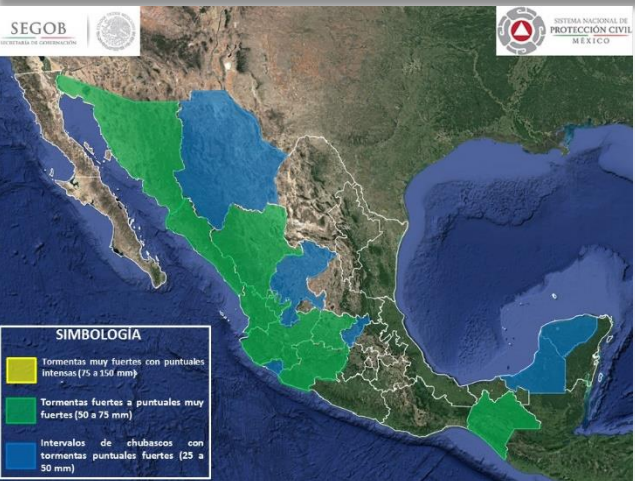 SEGOB
SECRETARÍA DE GOBERNACIÓN
SISTEMA NACIONAL DE
PROTECCIÓN CIVIL
MÉXICO
SIMBOLOGÍA
Tormentas muy fuertes con puntuales
intensas (75 a 150 mm)
Tormentas fuertes a puntuales muy
fuertes (50 a 75 mm)
Intervalos de chubascos con
tormentas puntuales fuertes (25 a
50 mm)